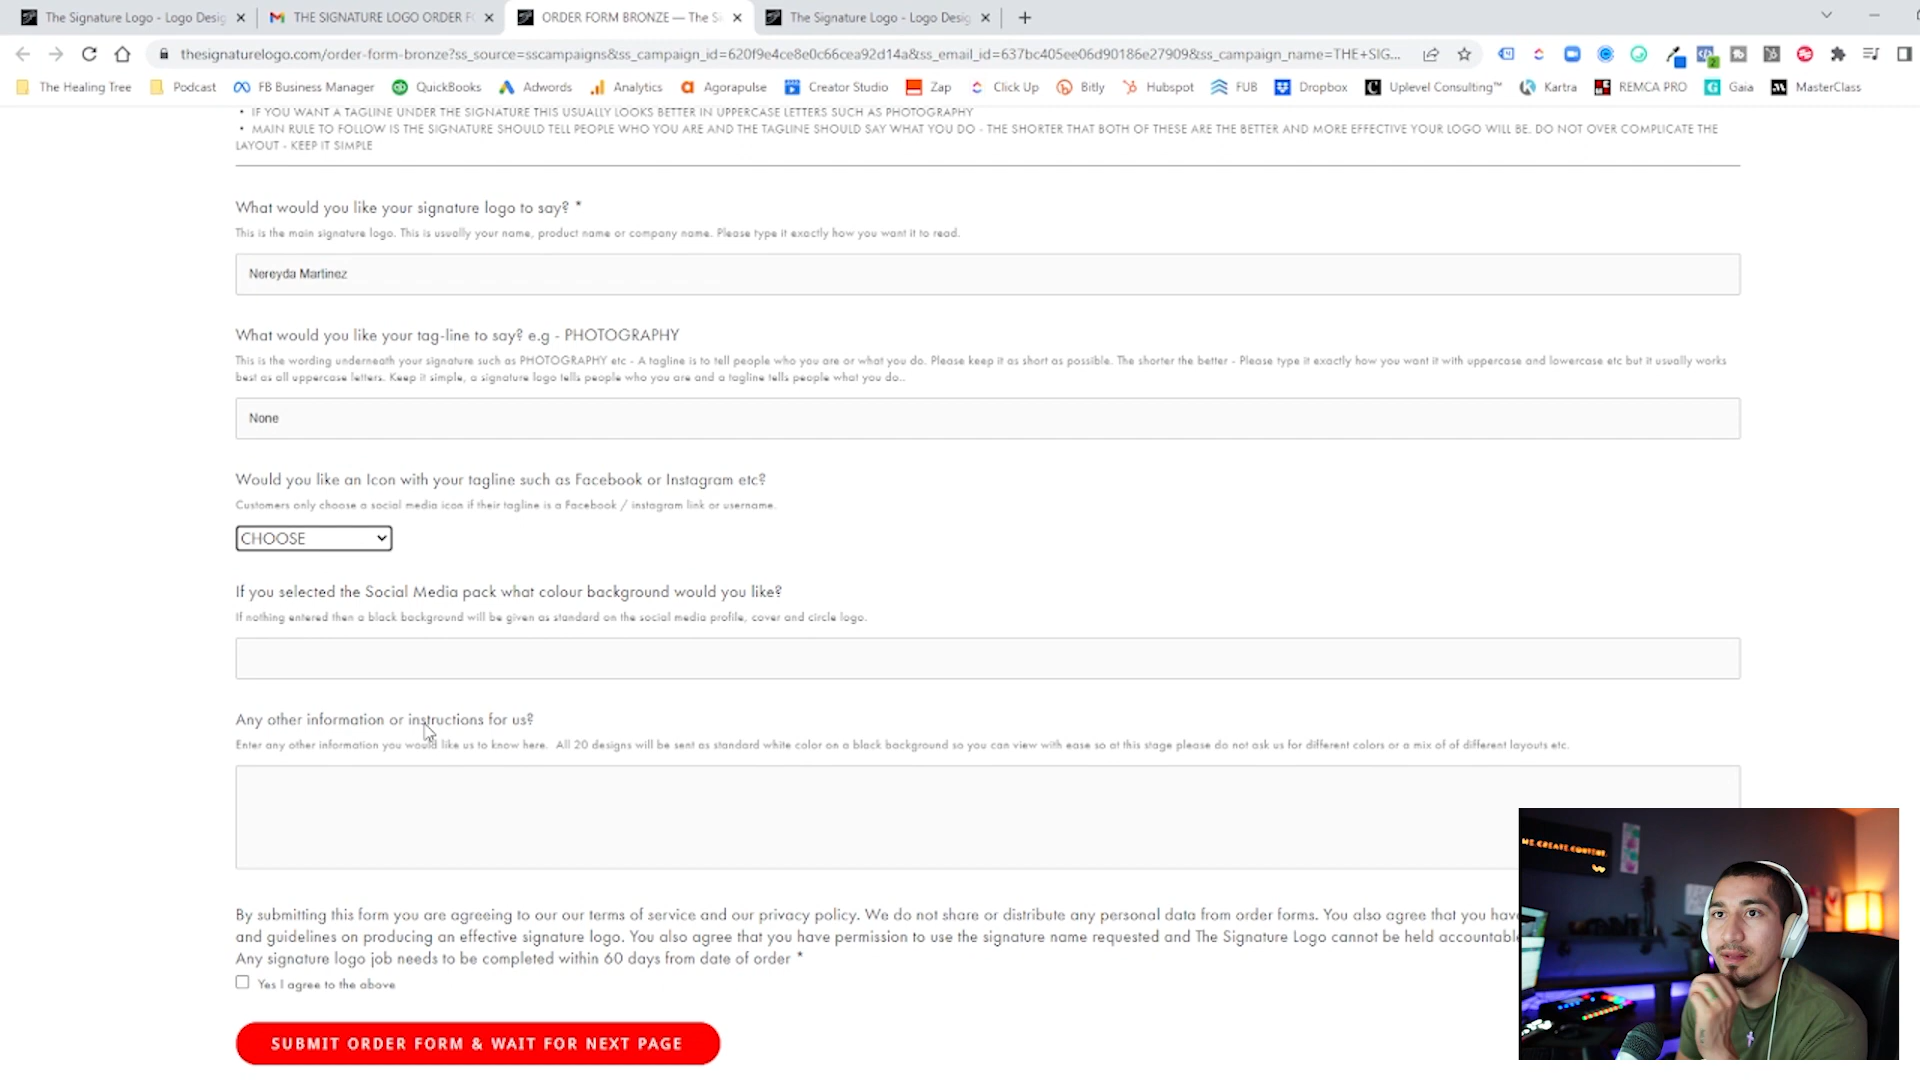 The Signature Logo - Logo Desig
THE SIGNATURE LOGO ORDER F
ORDER FORM BRONZE — The Si
The Signature Logo - Logo Desig
thesignaturelogo.com/order-form-bronze?ss_source=sscampaigns&ss_campaign_id=620f9e4ce8e0c66cea92d14a&ss_email_id=637bc405ee06d90186e27909&ss_campaign_name=THE+SIG...
The Healing Tree Podcast FB Business Manager QuickBooks Adwords Analytics Agorapulse Creator Studio Zap Click Up Bitly Hubspot FUB Dropbox Uplevel Consulting™ Kartra REMCA PRO Gaia MasterClass
• IF YOU WANT A TAGLINE UNDER THE SIGNATURE THIS USUALLY LOOKS BETTER IN UPPERCASE LETTERS SUCH AS PHOTOGRAPHY
• MAIN RULE TO FOLLOW IS THE SIGNATURE SHOULD TELL PEOPLE WHO YOU ARE AND THE TAGLINE SHOULD SAY WHAT YOU DO - THE SHORTER THAT BOTH OF THESE ARE THE BETTER AND MORE EFFECTIVE YOUR LOGO WILL BE. DO NOT OVER COMPLICATE THE
LAYOUT - KEEP IT SIMPLE
What would you like your signature logo to say? *
This is the main signature logo. This is usually your name, product name or company name. Please type it exactly how you want it to read.
Nereyda Martinez
What would you like your tag-line to say? e.g - PHOTOGRAPHY
This is the wording underneath your signature such as PHOTOGRAPHY etc - A tagline is to tell people who you are or what you do. Please keep it as short as possible. The shorter the better - Please type it exactly how you want it with uppercase and lowercase etc but it usually works
best as all uppercase letters. Keep it simple, a signature logo tells people who you are and a tagline tells people what you do..
None
Would you like an Icon with your tagline such as Facebook or Instagram etc?
Customers only choose a social media icon if their tagline is a Facebook / instagram link or username.
CHOOSE
If you selected the Social Media pack what colour background would you like?
If nothing entered then a black background will be given as standard on the social media profile, cover and circle logo.
Any other information or instructions for us?
Enter any other information you would like us to know here. All 20 designs will be sent as standard white color on a black background so you can view with ease so at this stage please do not ask us for different colors or a mix of of different layouts etc.
By submitting this form you are agreeing to our our terms of service and our privacy policy. We do not share or distribute any personal data from order forms. You also agree that you have
and guidelines on producing an effective signature logo. You also agree that you have permission to use the signature name requested and The Signature Logo cannot be held accountable
Any signature logo job needs to be completed within 60 days from date of order *
Yes I agree to the above
SUBMIT ORDER FORM & WAIT FOR NEXT PAGE
ME.CREATE.CONTENT.